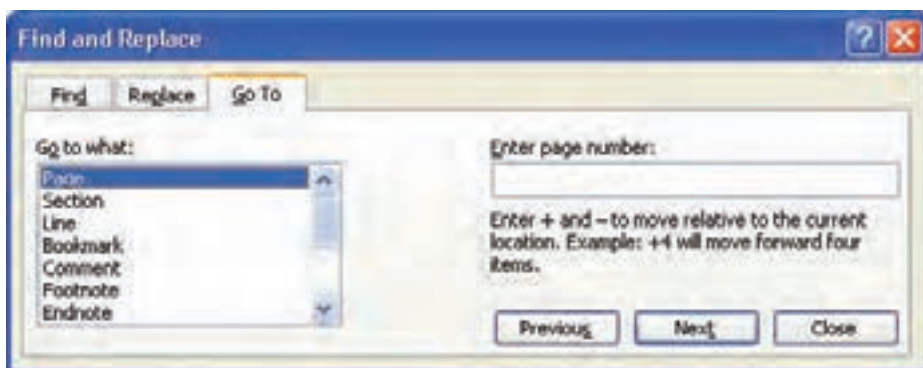 Find and Replace
Find Replace Go To
Go to what:
Page
Section
Line
Bookmark
Comment
Footnote
Endnote
Enter page number:
Enter + and – to move relative to the current
location. Example: +4 will move forward four
items.
Previous Next Close